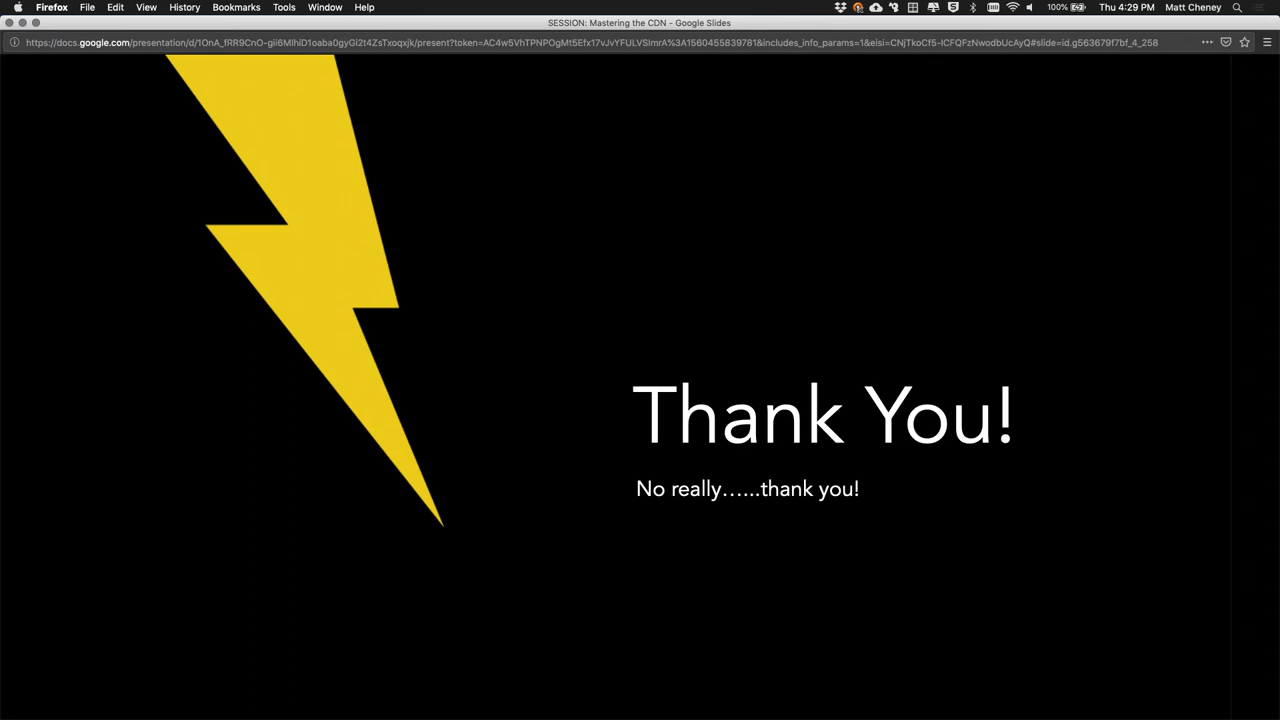 Firefox File Edit View History Bookmarks Tools Window Help 100% Thu 4:29 PM Matt Cheney
SESSION: Mastering the CDN - Google Slides
Thank You!
No really......thank you!